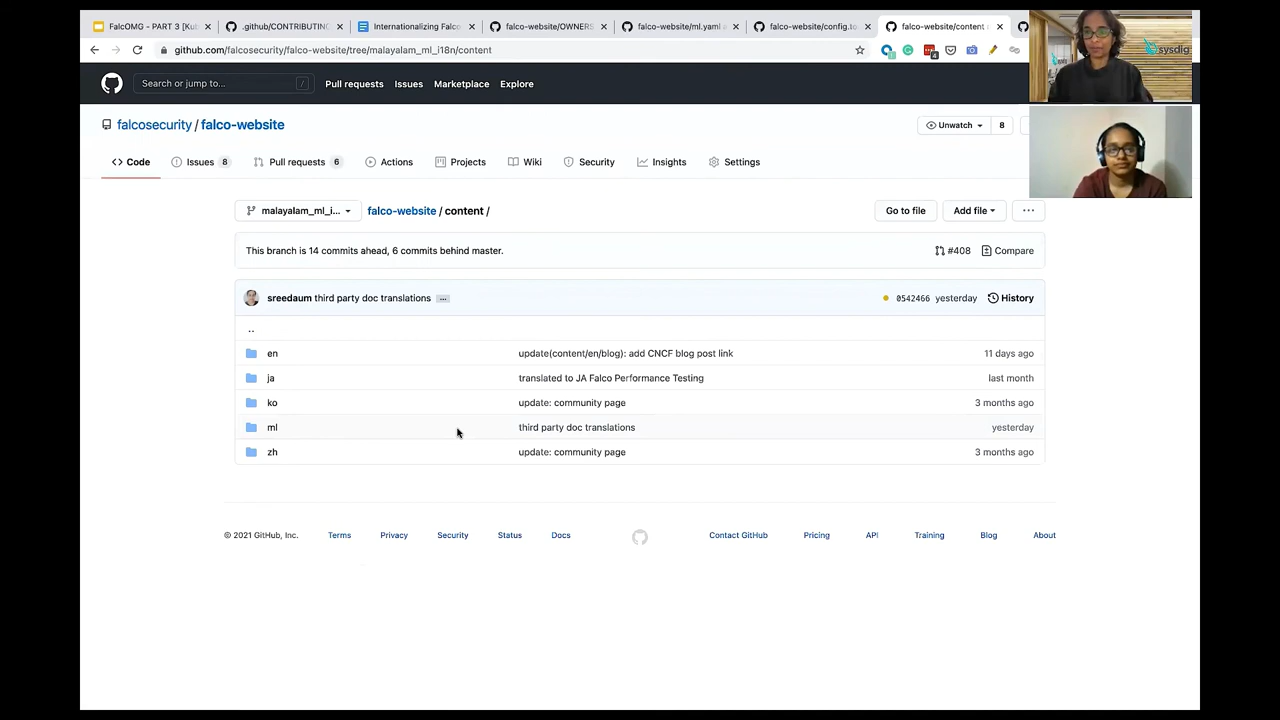 FalcOMG - PART 3 [Kub
.github/CONTRIBUTIN
Internationalizing Falco
falco-website/OWNERS
falco-website/ml.yaml a
falco-website/config.to
falco-website/content
github.com/falcosecurity/falco-website/tree/malayalam_ml_i18n/content
sysdig
Search or jump to...
/
Pull requests
Issues
Marketplace
Explore
falcosecurity / falco-website
Unwatch
8
Code
Issues 8
Pull requests 6
Actions
Projects
Wiki
Security
Insights
Settings
malayalam_ml_i...
falco-website / content /
Go to file
Add file
...
This branch is 14 commits ahead, 6 commits behind master.
#408
Compare
sreedaum third party doc translations ...
0542466 yesterday
History
..
en update(content/en/blog): add CNCF blog post link 11 days ago
ja translated to JA Falco Performance Testing last month
ko update: community page 3 months ago
ml third party doc translations yesterday
zh update: community page 3 months ago
© 2021 GitHub, Inc. Terms Privacy Security Status Docs Contact GitHub Pricing API Training Blog About